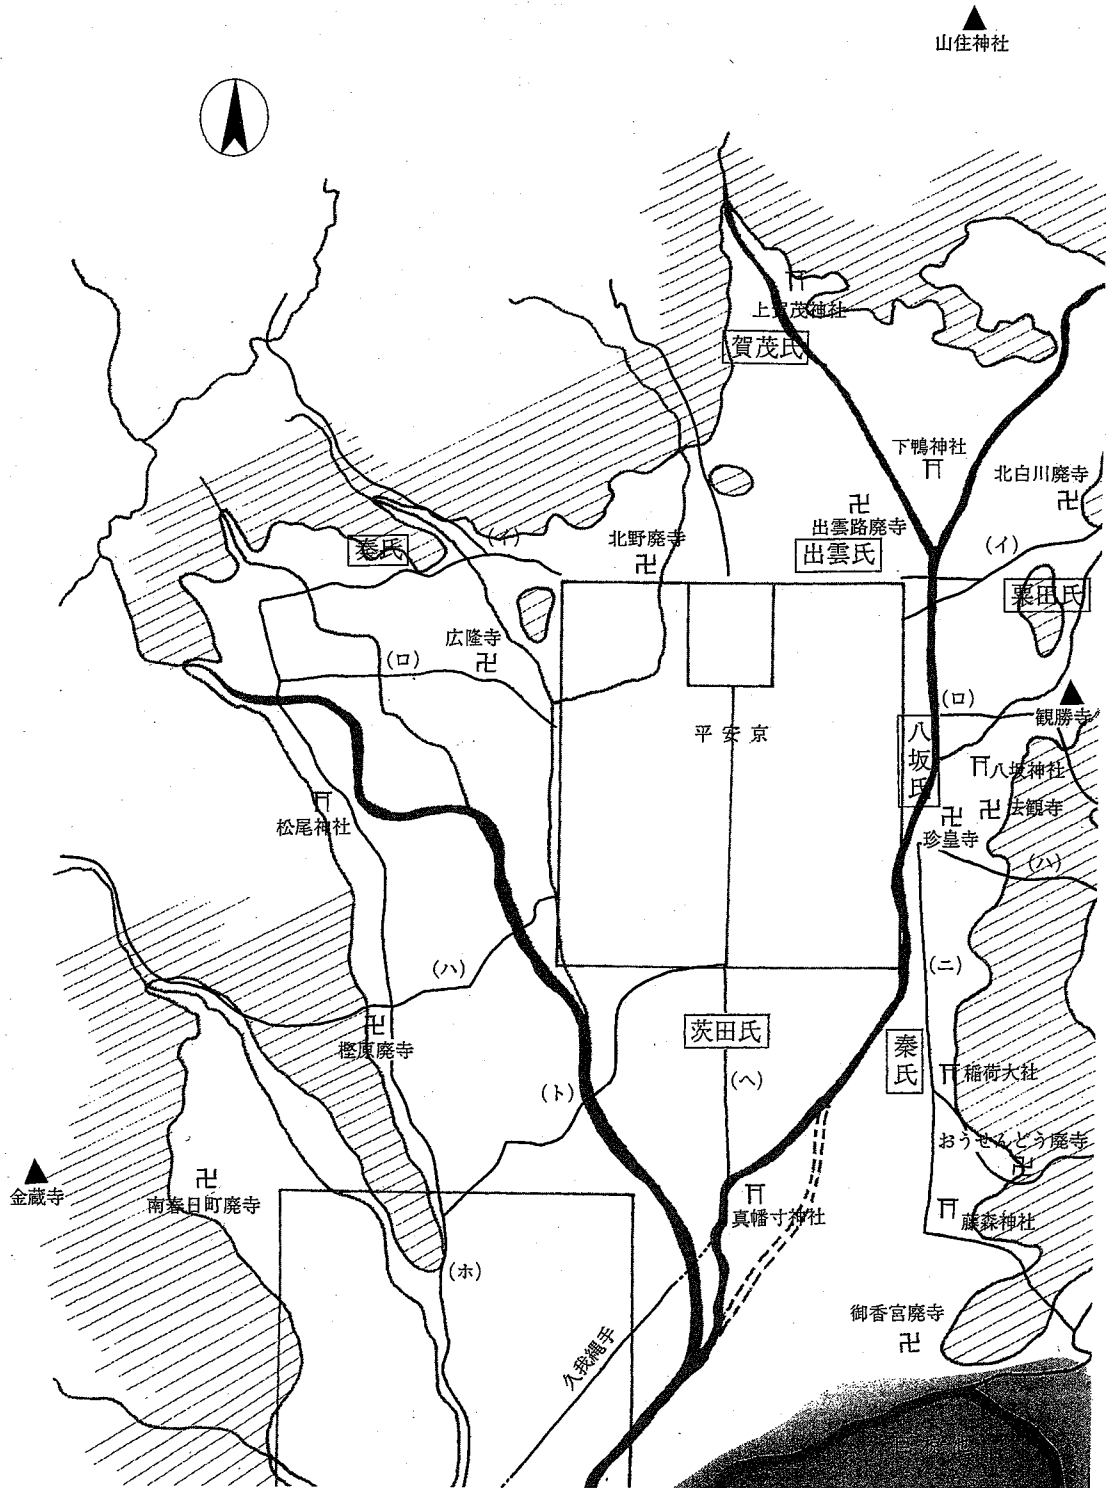 山住神社
上賀茂神社
賀茂氏
下鴨神社
北白川廃寺
出雲路廃寺
出雲氏
(イ)
北野廃寺
(イ)
秦氏
粟田氏
広隆寺
(ロ)
(ロ)
観勝寺
平安京
八坂氏
八坂神社
法観寺
珍皇寺
松尾神社
(ハ)
(ハ)
(ニ)
樫原廃寺
茨田氏
秦氏
稲荷大社
(ト)
(ヘ)
おうせんどう廃寺
金蔵寺
南春日町廃寺
真幡寸神社
藤森神社
(ホ)
御香宮廃寺
久我縄手